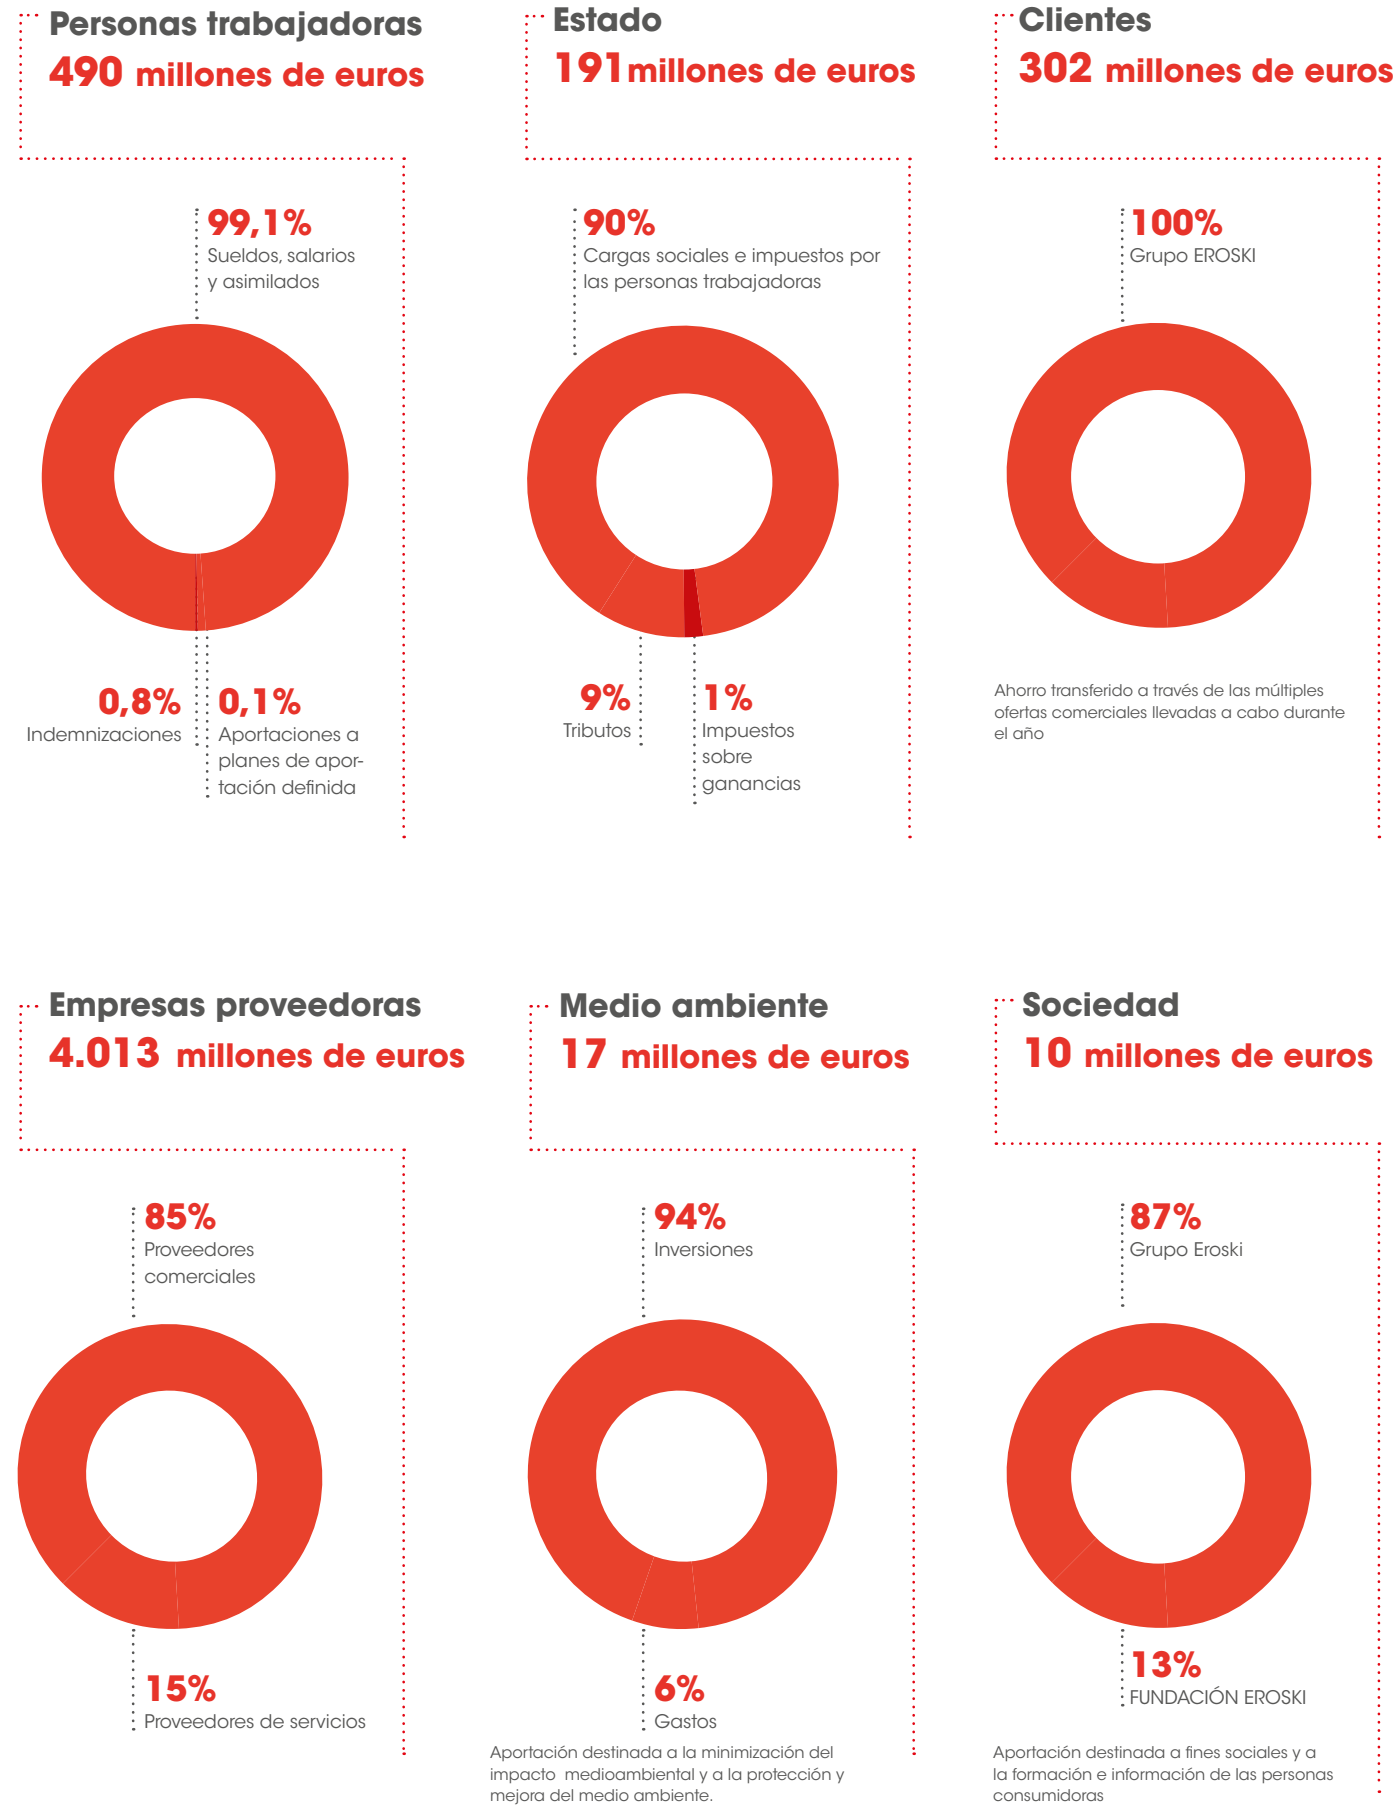 Personas trabajadoras
490 millones de euros
99,1%
Sueldos, salarios
y asimilados
0,8%
Indemnizaciones
0,1%
Aportaciones a
planes de apor-
tación definida
Estado
191millones de euros
90%
Cargas sociales e impuestos por
las personas trabajadoras
9%
Tributos
1%
Impuestos
sobre
ganancias
Clientes
302 millones de euros
100%
Grupo EROSKI
Ahorro transferido a través de las múltiples
ofertas comerciales llevadas a cabo durante
el año
Empresas proveedoras
4.013 millones de euros
85%
Proveedores
comerciales
15%
Proveedores de servicios
Medio ambiente
17 millones de euros
94%
Inversiones
6%
Gastos
Aportación destinada a la minimización del
impacto medioambiental y a la protección y
mejora del medio ambiente.
Sociedad
10 millones de euros
87%
Grupo Eroski
13%
FUNDACIÓN EROSKI
Aportación destinada a fines sociales y a
la formación e información de las personas
consumidoras